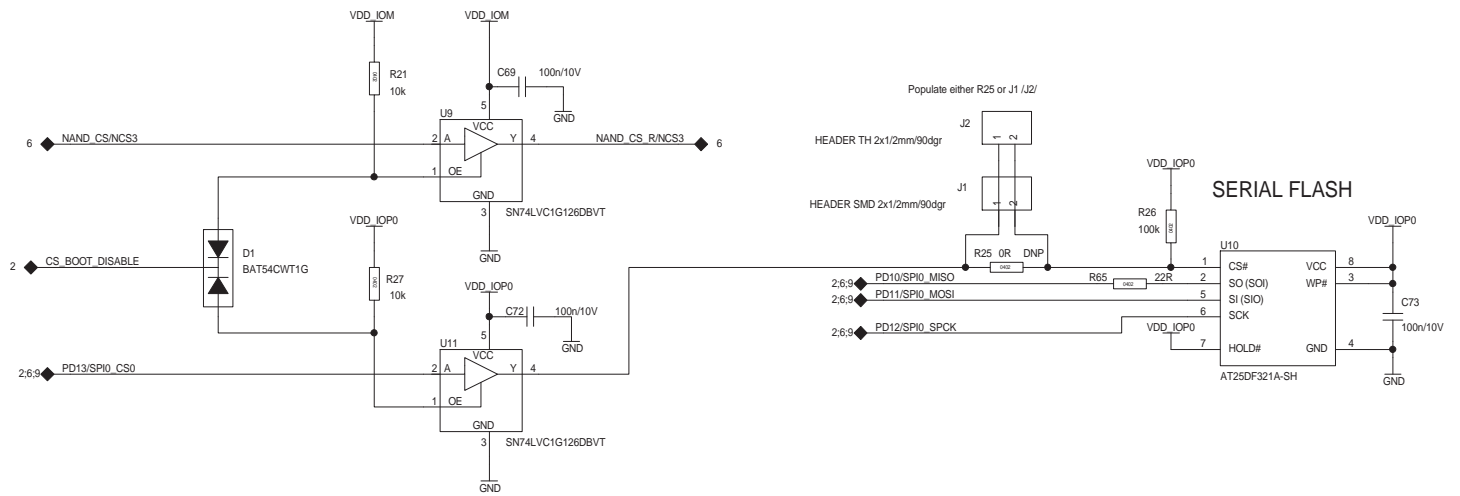 VDD_IOM
VDD_IOM
R21
0402
10k
C69
100n/10V
GND
U9
5
VCC
6
NAND_CS/NCS3
2
A
Y
4
NAND_CS_R/NCS3
6
1
OE
GND
3
SN74LVC1G126DBVT
GND
VDD_IOP0
2
CS_BOOT_DISABLE
D1
BAT54CWT1G
R27
0402
10k
VDD_IOP0
C72
100n/10V
GND
U11
5
VCC
2;6;9
PD13/SPI0_CS0
2
A
Y
4
1
OE
GND
3
SN74LVC1G126DBVT
GND
Populate either R25 or J1 /J2/
J2
1
2
HEADER TH 2x1/2mm/90dgr
J1
1
2
HEADER SMD 2x1/2mm/90dgr
R25 0R DNP
0402
VDD_IOP0
R26
0402
100k
SERIAL FLASH
VDD_IOP0
U10
1
CS#
VCC
8
2;6;9
PD10/SPI0_MISO
R65
0402
22R
2
SO (SOI)
WP#
3
2;6;9
PD11/SPI0_MOSI
5
SI (SIO)
6
SCK
C73
100n/10V
2;6;9
PD12/SPI0_SPCK
VDD_IOP0
7
HOLD#
GND
4
AT25DF321A-SH
GND